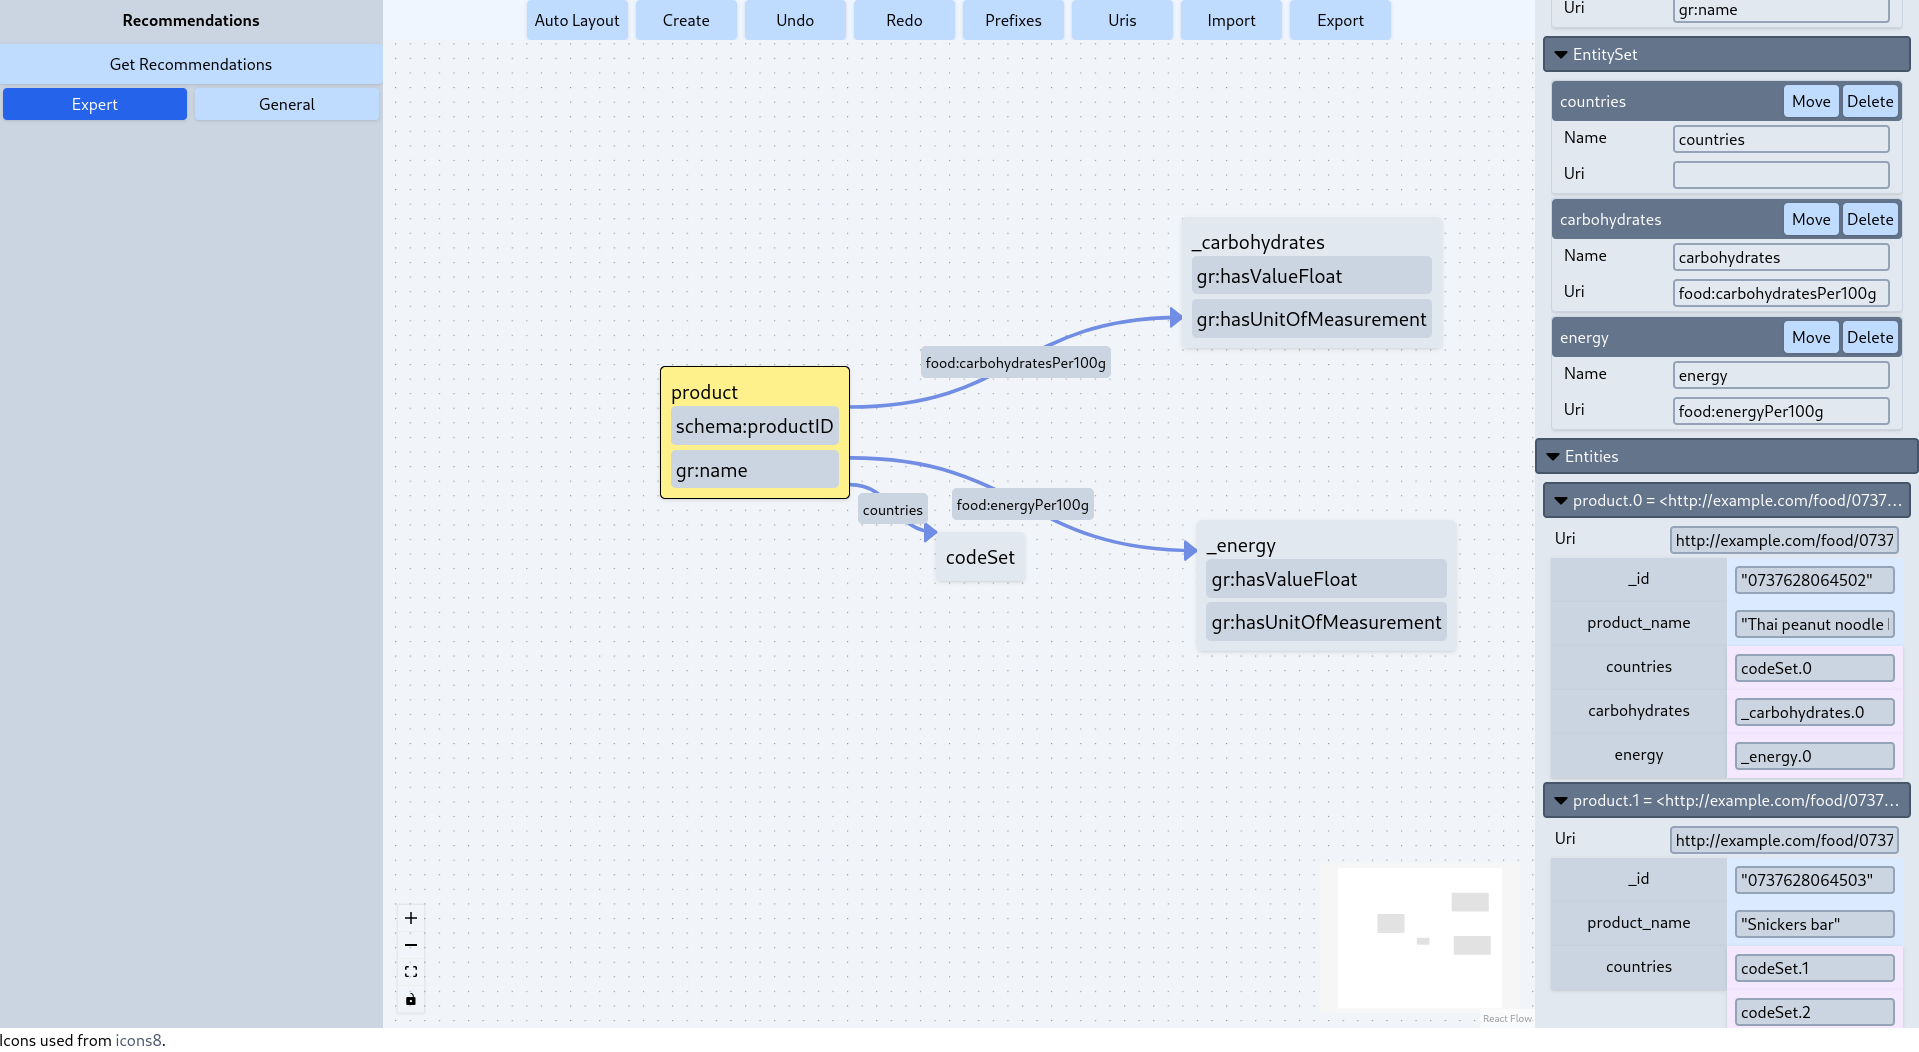 Recommendations
Get Recommendations
Expert
General
Auto Layout
Create
Undo
Redo
Prefixes
Uris
Import
Export
product
schema:productID
gr:name
food:carbohydratesPer100g
food:energyPer100g
countries
codeSet
_carbohydrates
gr:hasValueFloat
gr:hasUnitOfMeasurement
_energy
gr:hasValueFloat
gr:hasUnitOfMeasurement
React Flow
Uri gr:name
EntitySet
countries Move Delete
Name countries
Uri
carbohydrates Move Delete
Name carbohydrates
Uri food:carbohydratesPer100g
energy Move Delete
Name energy
Uri food:energyPer100g
Entities
product.0 = <http://example.com/food/0737...
Uri http://example.com/food/0737
_id "0737628064502"
product_name "Thai peanut noodle
countries codeSet.0
carbohydrates _carbohydrates.0
energy _energy.0
product.1 = <http://example.com/food/0737...
Uri http://example.com/food/0737
_id "0737628064503"
product_name "Snickers bar"
countries codeSet.1
codeSet.2
Icons used from icons8.